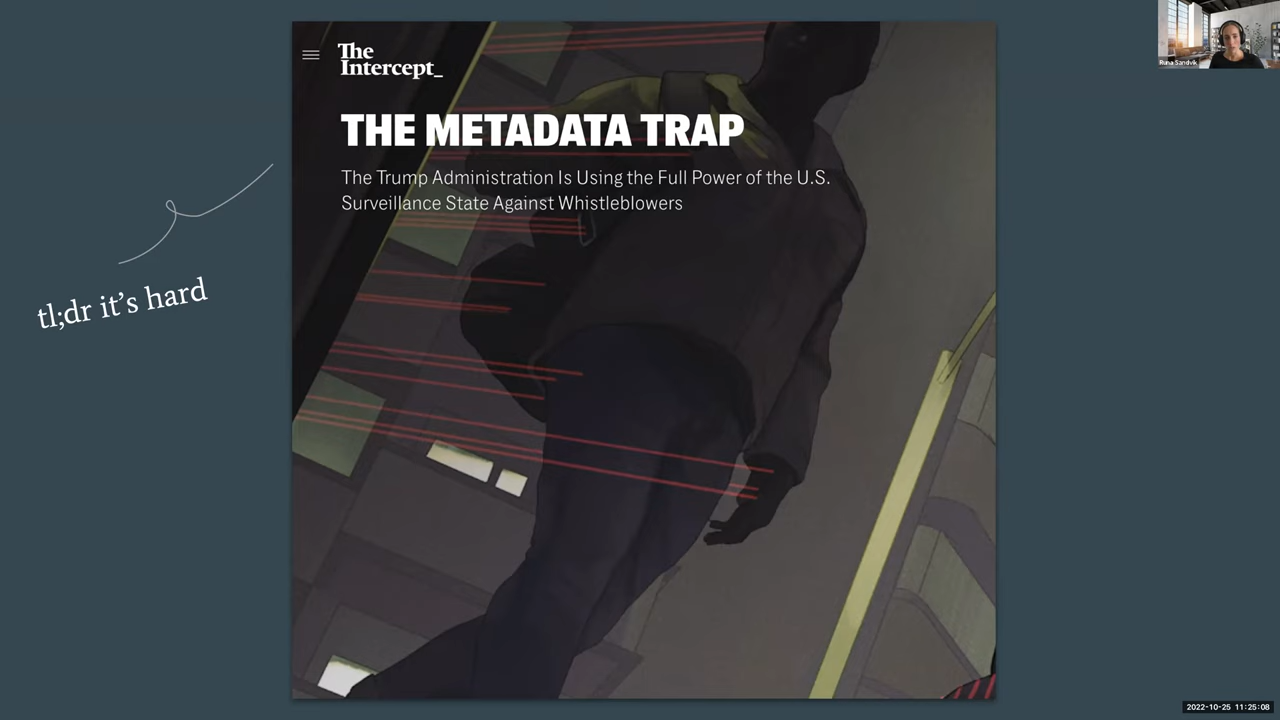 The
Intercept_
THE METADATA TRAP
The Trump Administration Is Using the Full Power of the U.S.
Surveillance State Against Whistleblowers
tl;dr it's hard
Runa Sandvik
2022-10-25 11:25:08